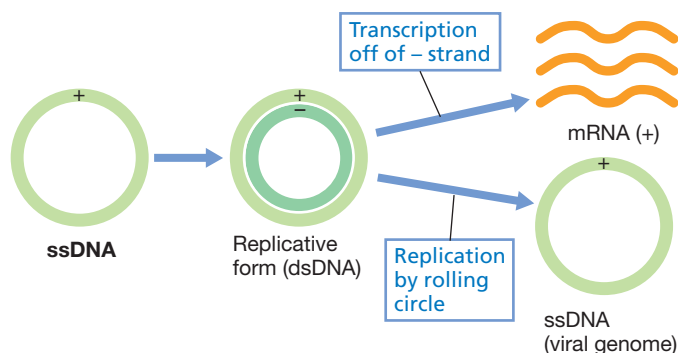 Transcription
off of – strand
+
+
–
mRNA (+)
+
ssDNA
Replicative
form (dsDNA)
Replication
by rolling
circle
ssDNA
(viral genome)